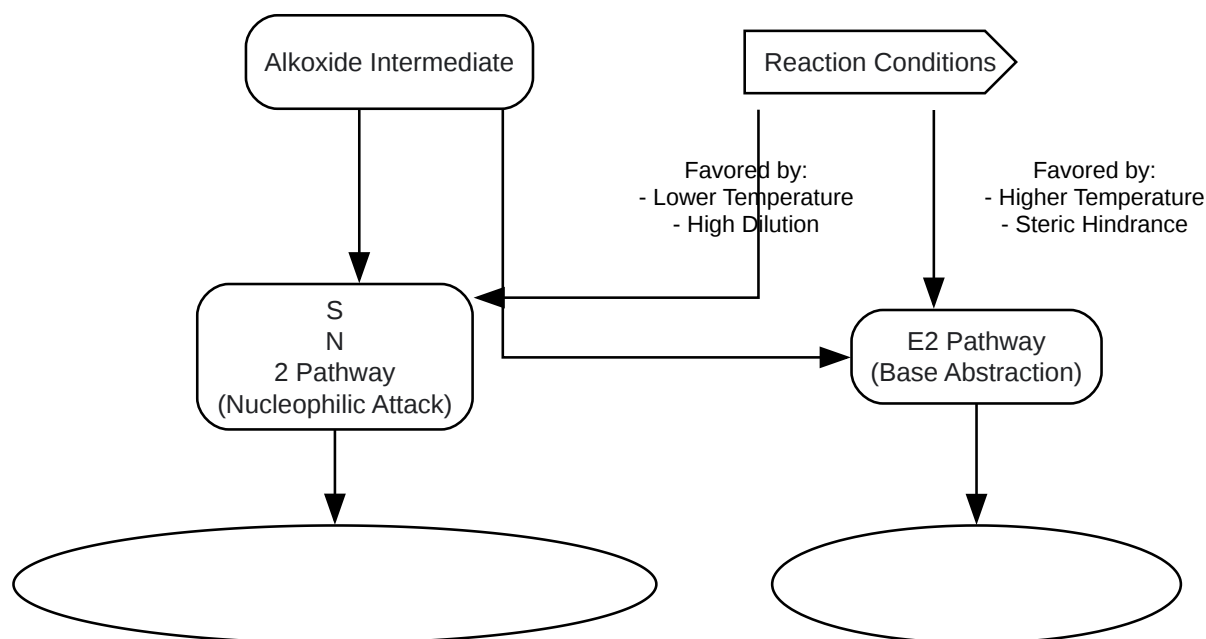 Alkoxide Intermediate
Reaction Conditions
Favored by:
- Lower Temperature
- High Dilution
Favored by:
- Higher Temperature
- Steric Hindrance
S
N
2 Pathway
(Nucleophilic Attack)
E2 Pathway
(Base Abstraction)